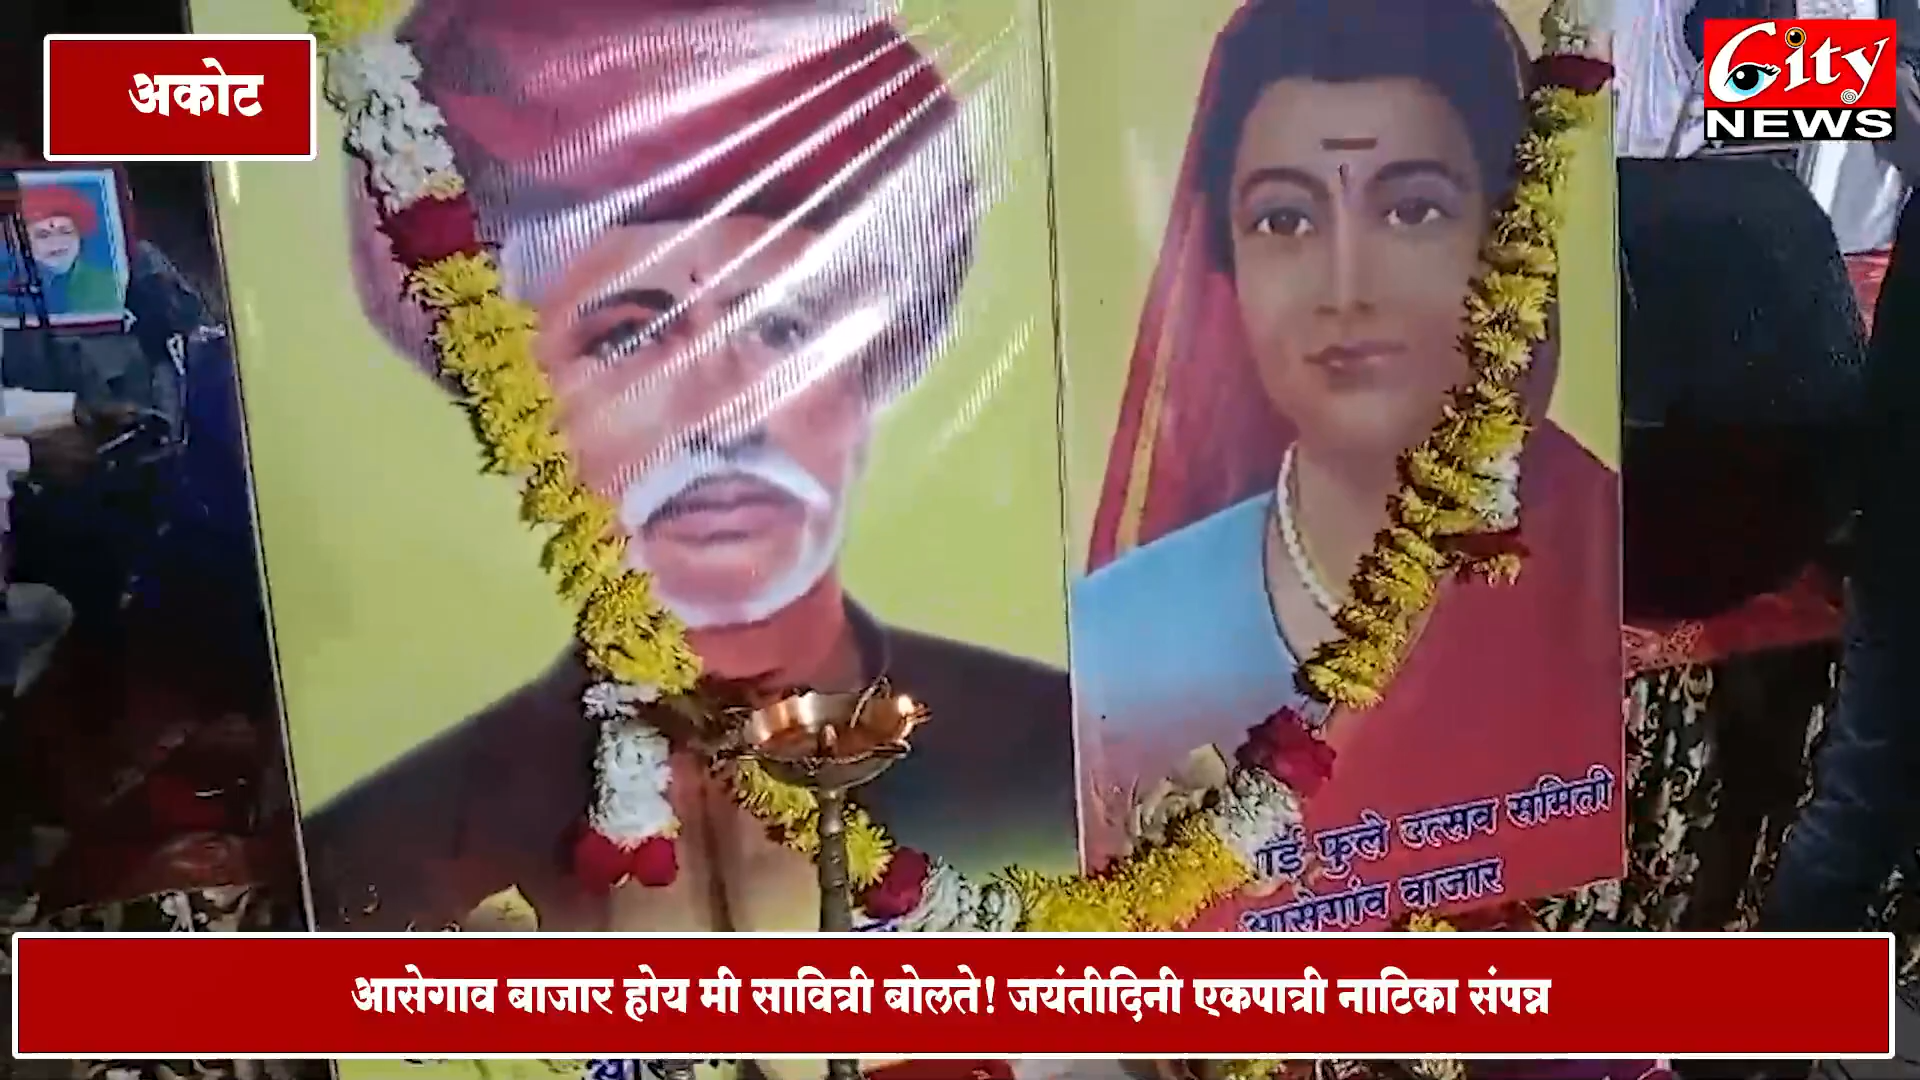 अकोट
City
NEWS
फुले उत्सव समिती
आसेगांव बाजार
आसेगाव बाजार होय मी सावित्री बोलते! जयंतीदिनी एकपात्री नाटिका संपन्न